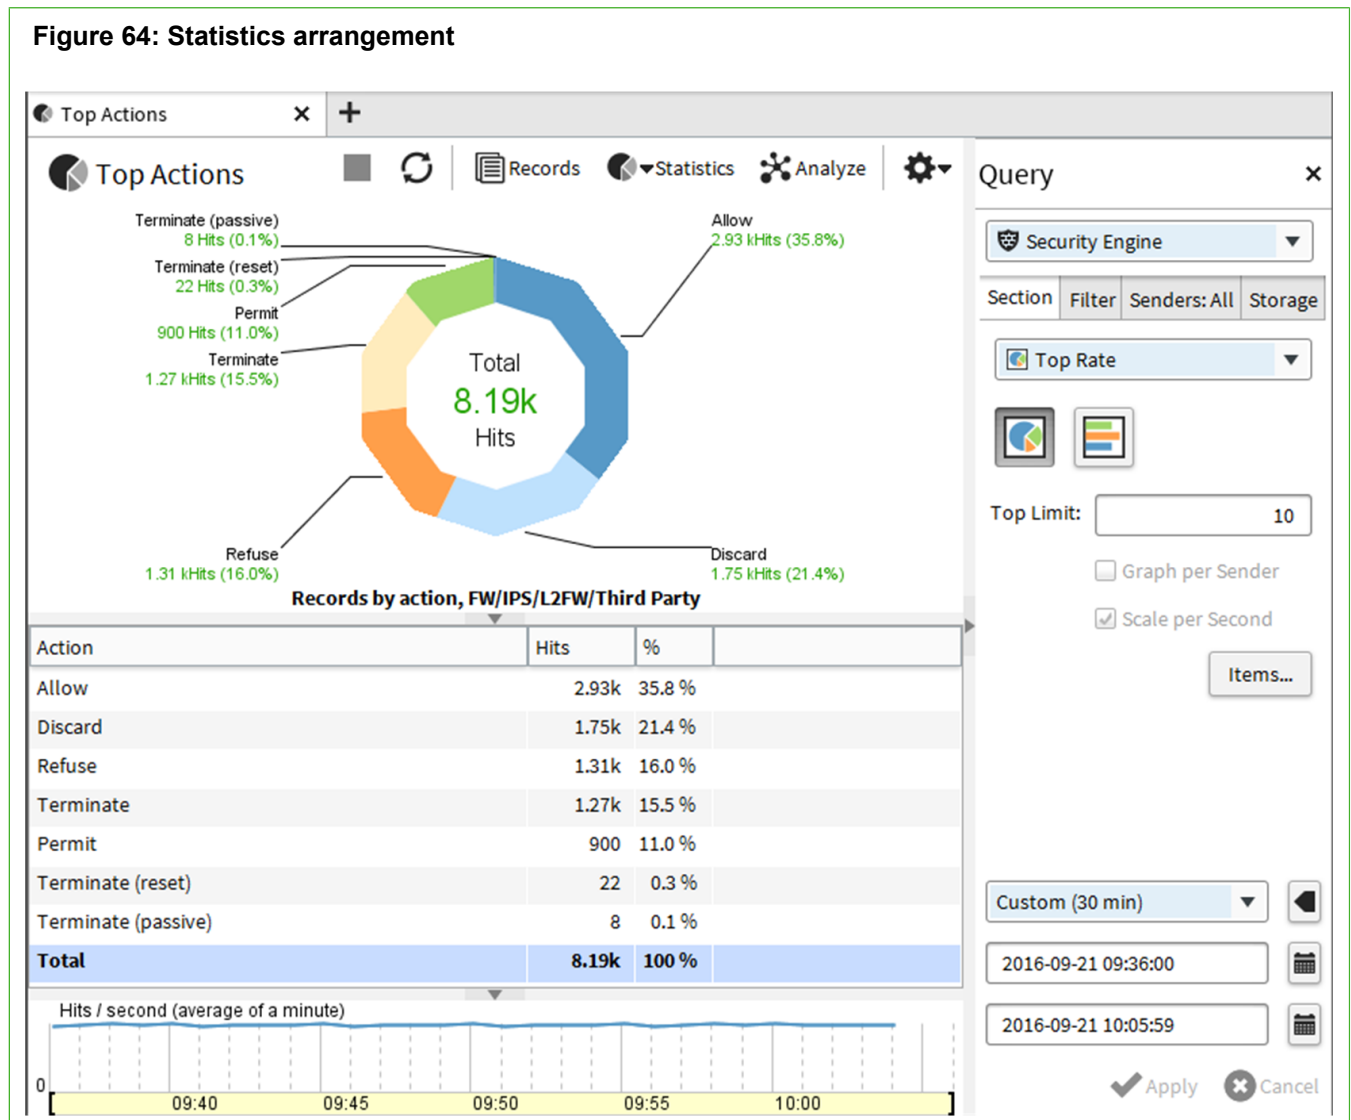 Figure 64: Statistics arrangement
Top Actions
Top Actions
Records
Statistics
Analyze
Terminate (passive)
8 Hits (0.1%)
Terminate (reset)
22 Hits (0.3%)
Permit
900 Hits (11.0%)
Terminate
1.27 kHits (15.5%)
Refuse
1.31 kHits (16.0%)
Allow
2.93 kHits (35.8%)
Discard
1.75 kHits (21.4%)
Total
8.19k
Hits
Records by action, FW/IPS/L2FW/Third Party
Action Hits %
Allow 2.93k 35.8 %
Discard 1.75k 21.4 %
Refuse 1.31k 16.0 %
Terminate 1.27k 15.5 %
Permit 900 11.0 %
Terminate (reset) 22 0.3 %
Terminate (passive) 8 0.1 %
Total 8.19k 100 %
Hits / second (average of a minute)
0
09:40 09:45 09:50 09:55 10:00
Query
Security Engine
Section Filter Senders: All Storage
Top Rate
Top Limit: 10
Graph per Sender
Scale per Second
Items...
Custom (30 min)
2016-09-21 09:36:00
2016-09-21 10:05:59
Apply Cancel